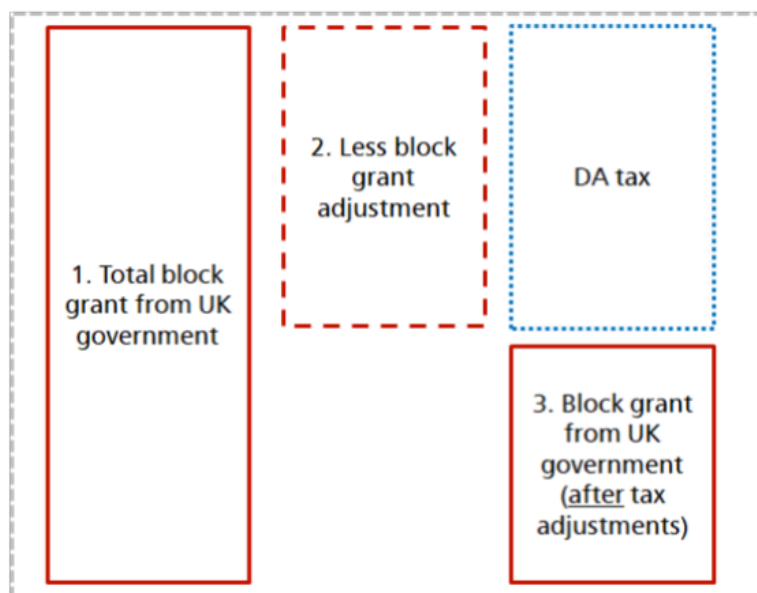 1. Total block
grant from UK
government
2. Less block
grant
adjustment
DA tax
3. Block grant
from UK
government
(after tax
adjustments)